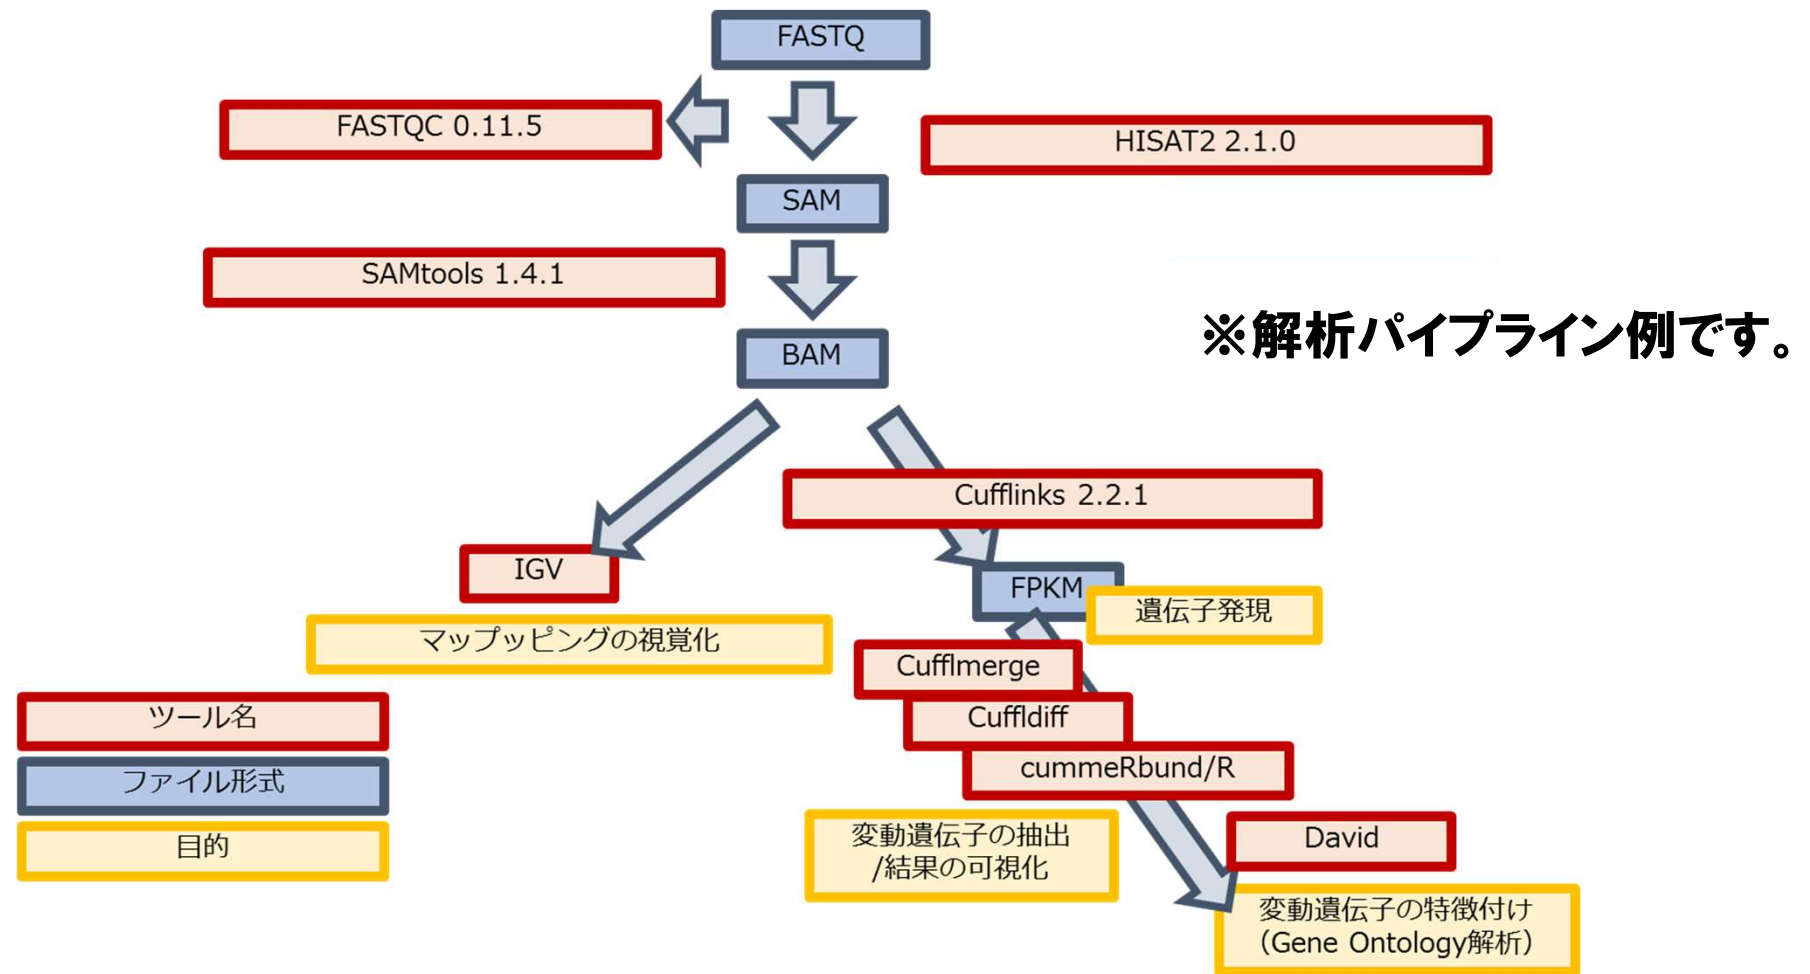 FASTQ
FASTQC 0.11.5
HISAT2 2.1.0
SAM
SAMtools 1.4.1
※解析パイプライン例です。
BAM
Cufflinks 2.2.1
IGV
FPKM
遺伝子発現
マップッピングの視覚化
Cufflmerge
ツール名
Cuffldiff
cummeRbund/R
ファイル形式
変動遺伝子の抽出
/結果の可視化
David
目的
変動遺伝子の特徴付け
(Gene Ontology解析)